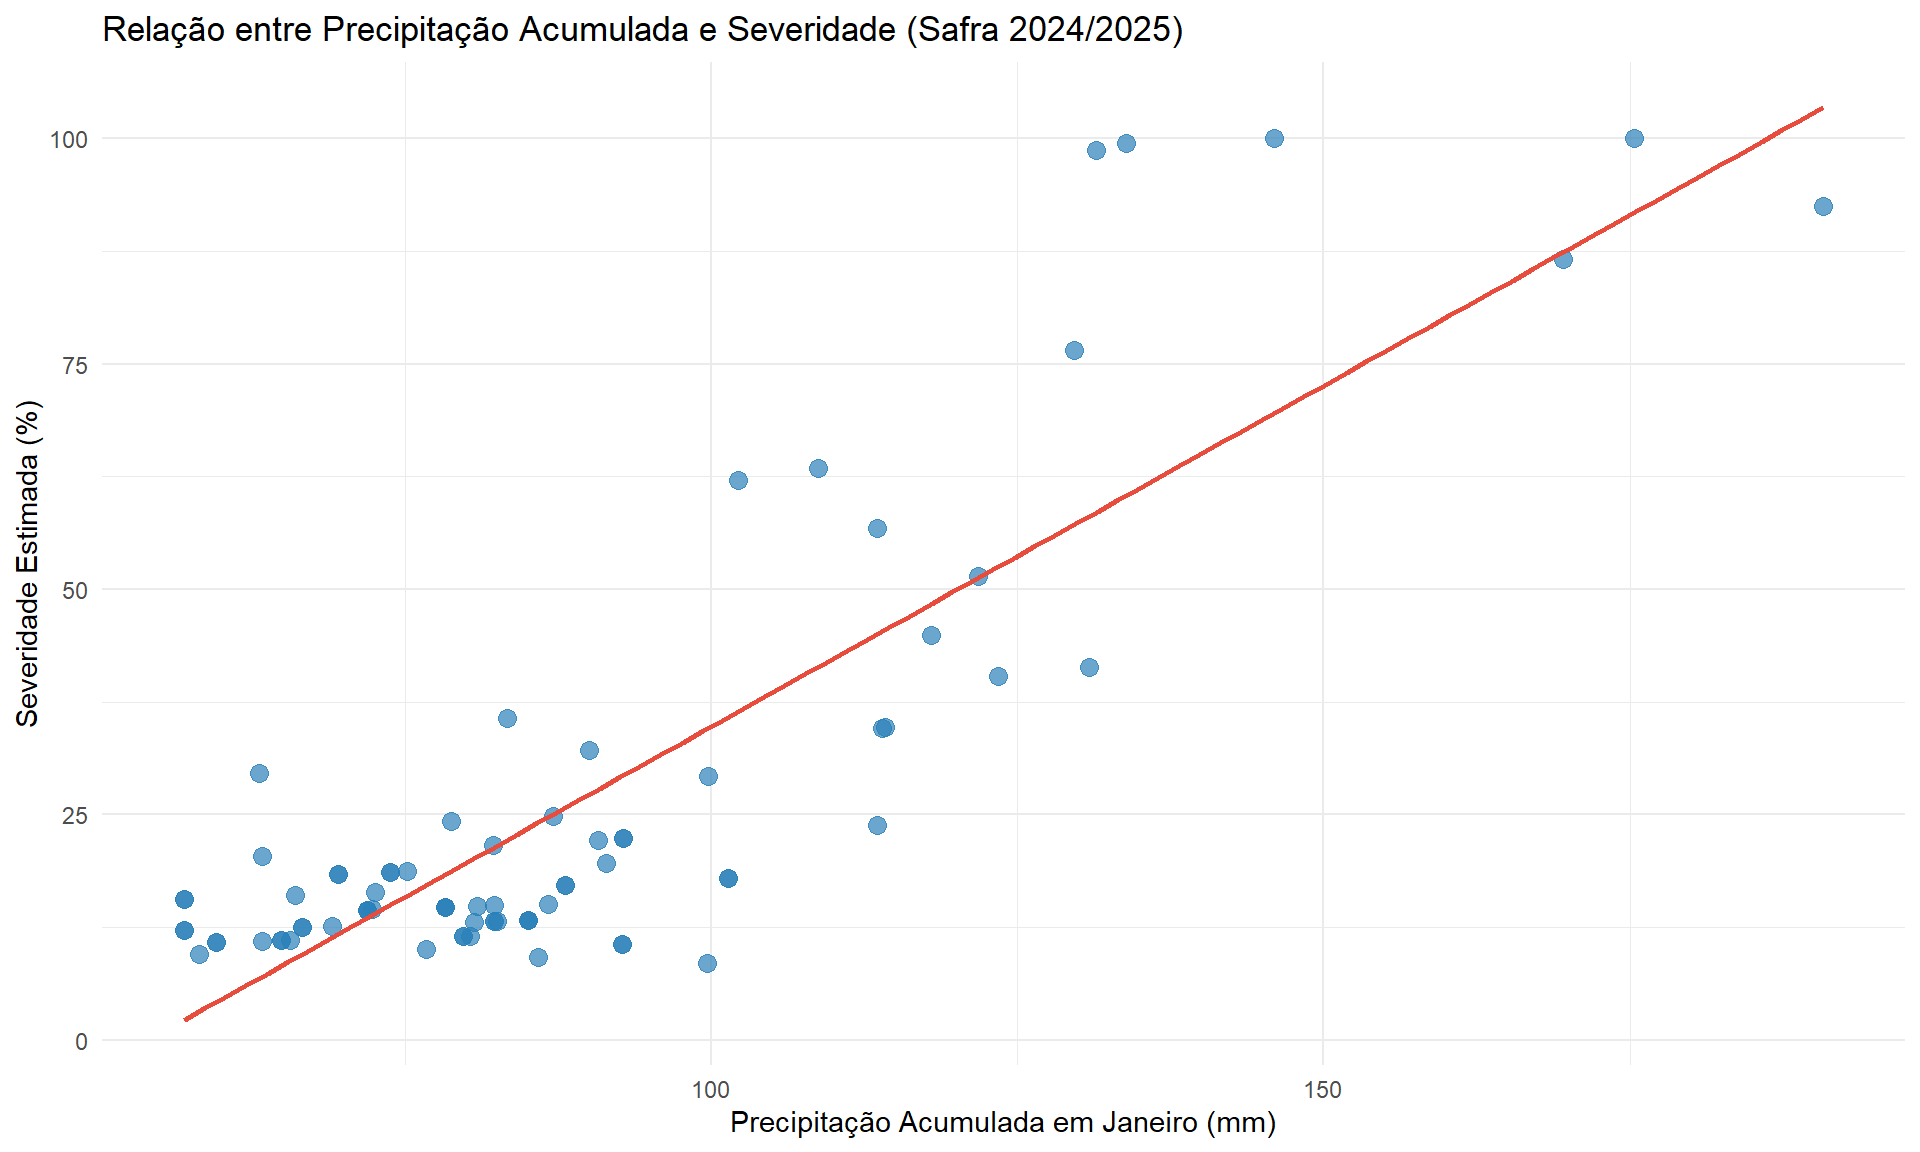 Relação entre Precipitação Acumulada e Severidade (Safra 2024/2025)
Severidade Estimada (%)
100
75
50
25
0
100
150
Precipitação Acumulada em Janeiro (mm)